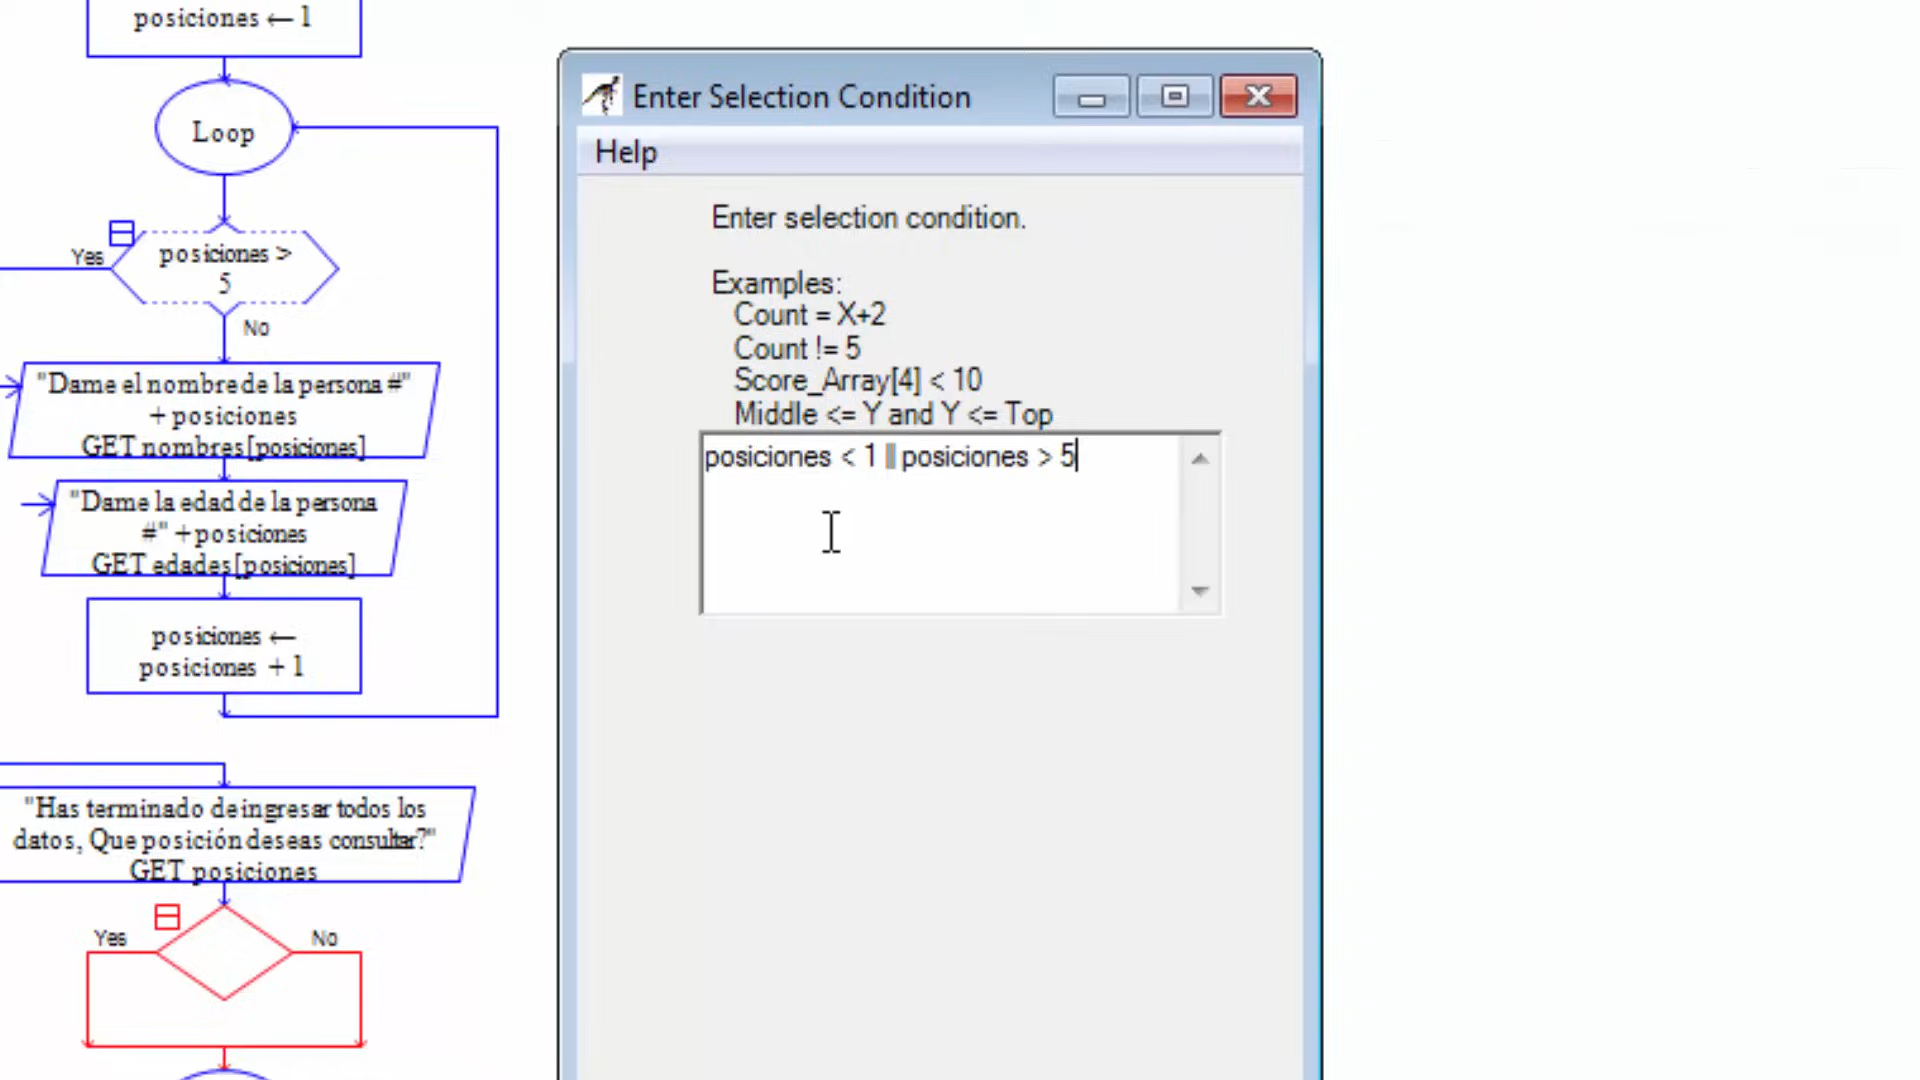 posiciones ← 1
Loop
Yes
posiciones >
5
No
"Dame el nombre de la persona #"
+ posiciones
GET nombres[posiciones]
"Dame la edad de la persona
#" + posiciones
GET edades[posiciones]
posiciones ←
posiciones + 1
"Has terminado de ingresar todos los
datos, Que posición deseas consultar?"
GET posiciones
Yes
No
Enter Selection Condition
Help
Enter selection condition.
Examples:
Count = X+2
Count != 5
Score_Array[4] < 10
Middle <= Y and Y <= Top
posiciones < 1 || posiciones > 5